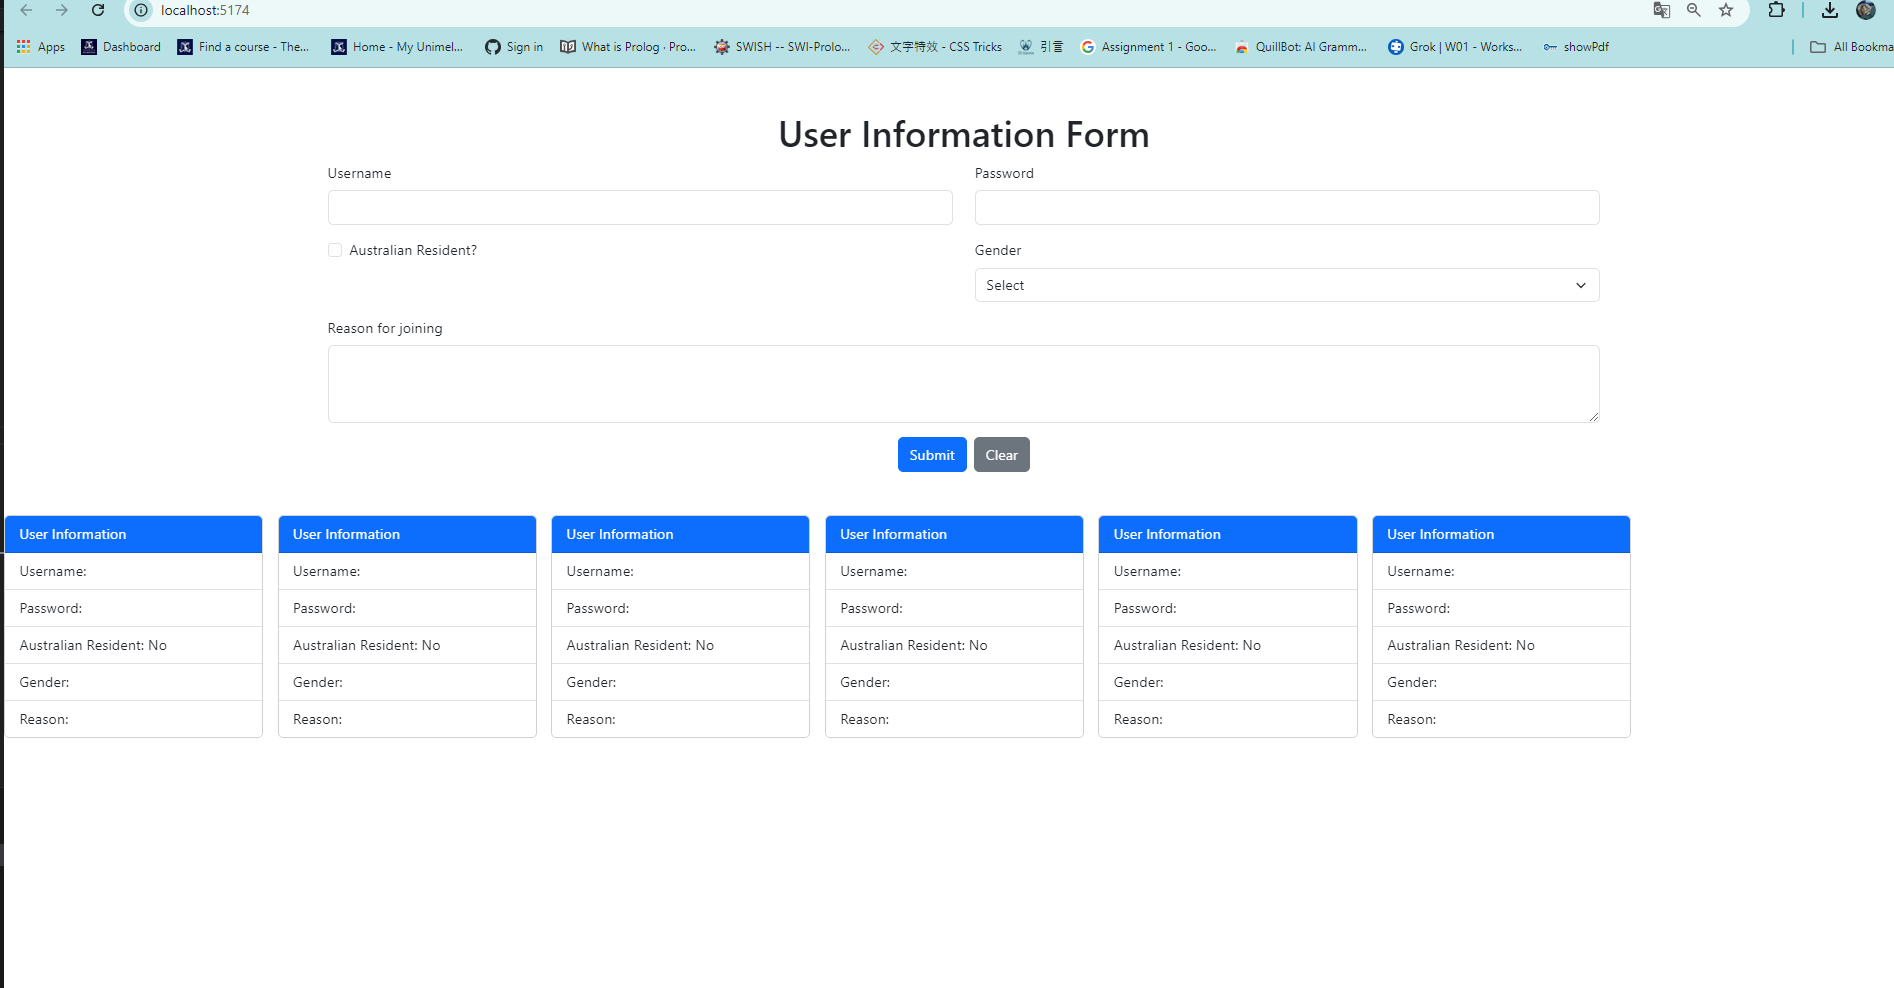 localhost:5174
Apps Dashboard Find a course - The... Home - My Unimel... Sign in What is Prolog · Pro... SWISH -- SWI-Prolo... 文字特效 - CSS Tricks 引言 Assignment 1 - Goo... QuillBot: AI Gramm... Grok | W01 - Works... showPdf All Bookma
User Information Form
Username Password
Australian Resident? Gender
Select
Reason for joining
Submit Clear
User Information User Information User Information User Information User Information User Information
Username: Username: Username: Username: Username: Username:
Password: Password: Password: Password: Password: Password:
Australian Resident: No Australian Resident: No Australian Resident: No Australian Resident: No Australian Resident: No Australian Resident: No
Gender: Gender: Gender: Gender: Gender: Gender:
Reason: Reason: Reason: Reason: Reason: Reason: